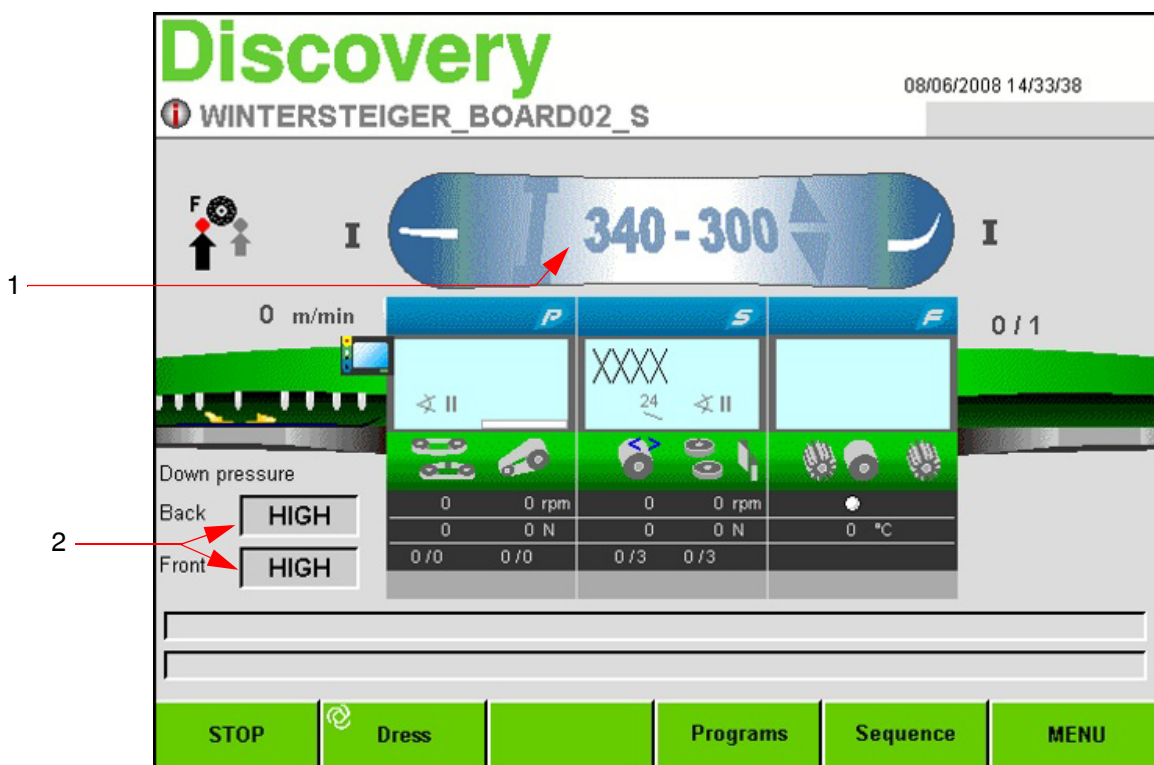 Discovery
08/06/2008 14/33/38
i WINTERSTEIGER_BOARD02_S
F
I 340 - 300 I
1
0 m/min
P S F
0 / 1
XXXX
II
24 II
Down pressure
Back HIGH
2
Front HIGH
0 0 rpm 0 0 rpm
0 0 N 0 0 N 0 °C
0/0 0/0 0/3 0/3
STOP Dress Programs Sequence MENU